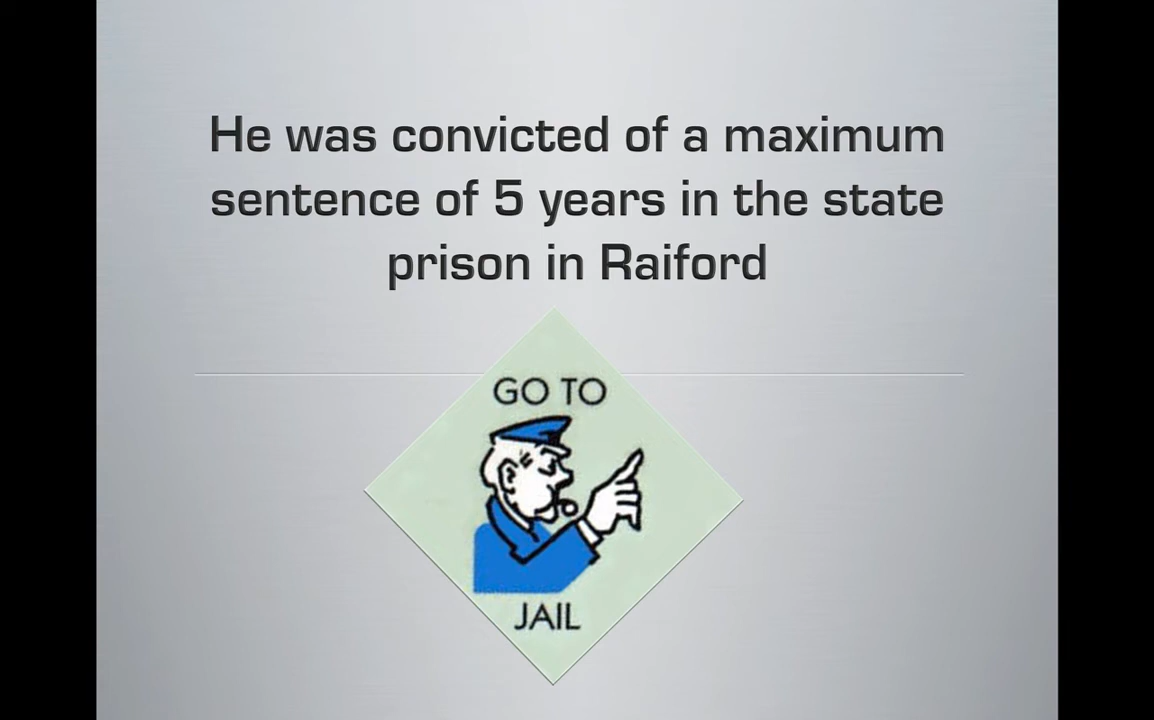 He was convicted of a maximum
sentence of 5 years in the state
prison in Raiford
GO TO
JAIL